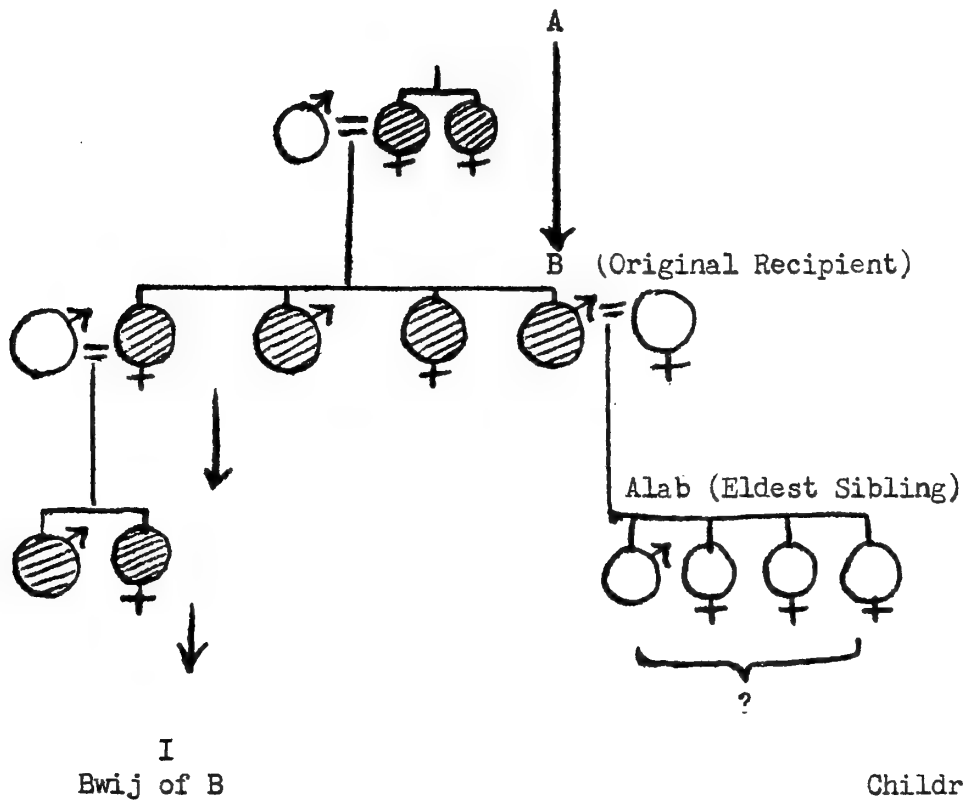 A
B (Original Recipient)
Alab (Eldest Sibling)
?
I
Bwij of B
Childr